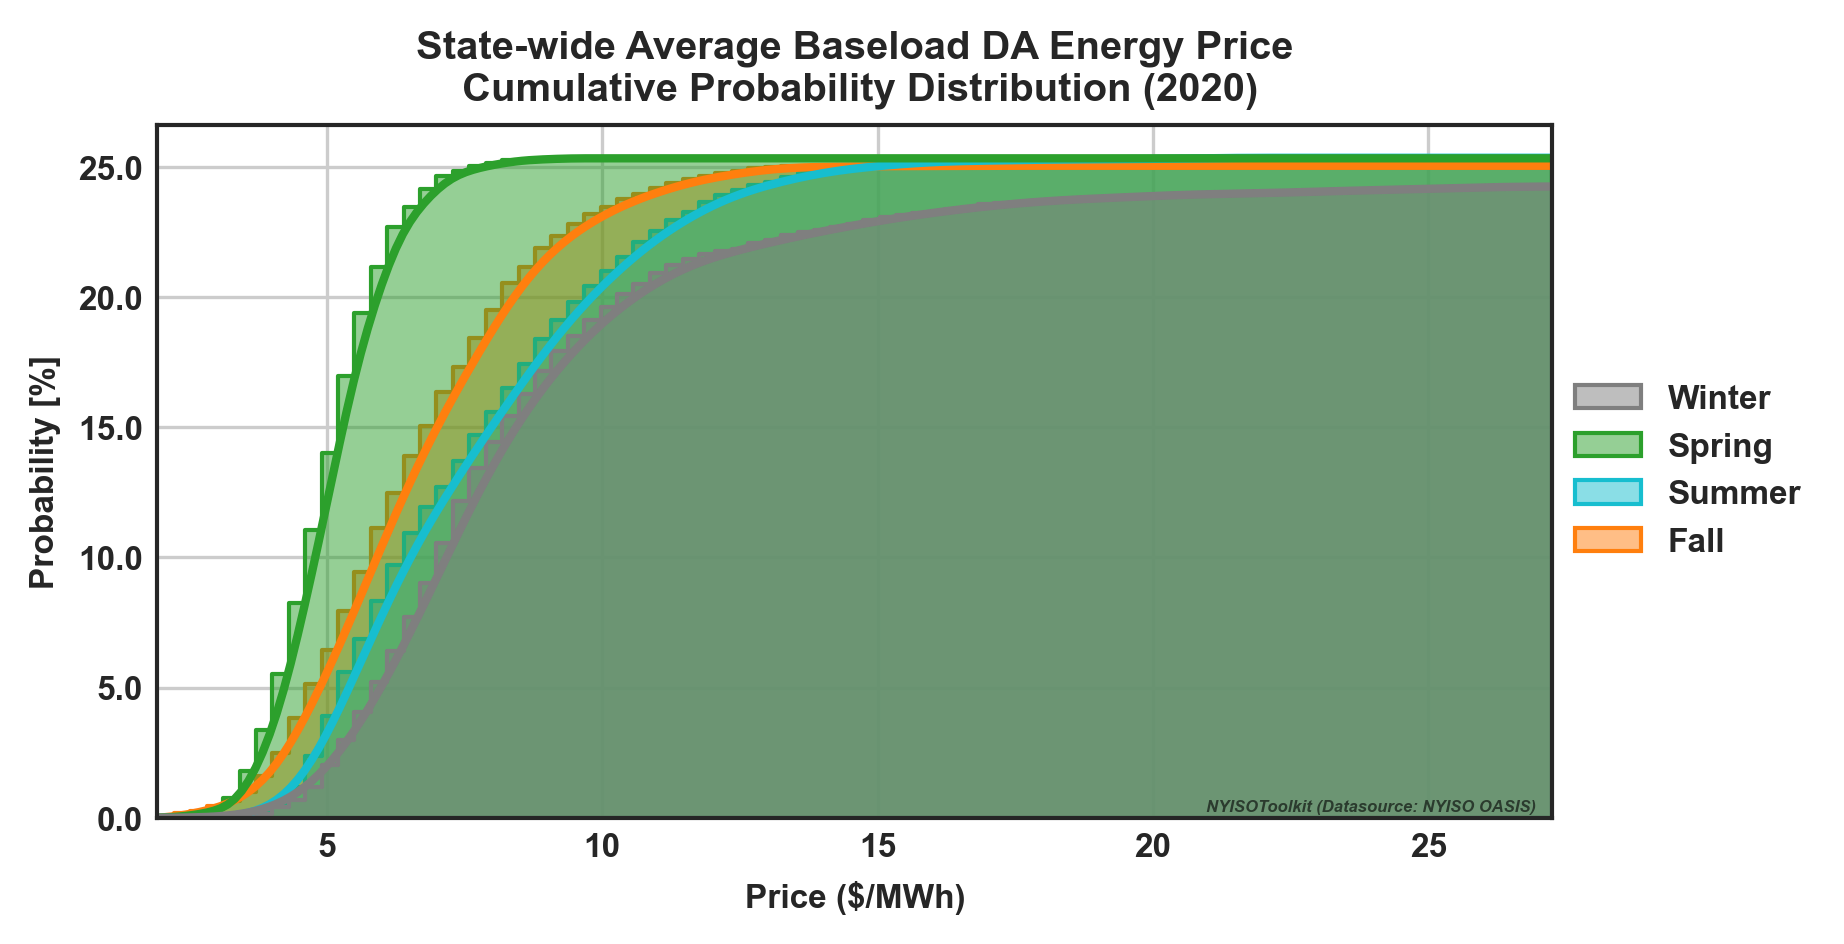 State-wide Average Baseload DA Energy Price
Cumulative Probability Distribution (2020)
Probability [%]
25.0
20.0
15.0
10.0
5.0
0.0
5
10
15
20
25
Price ($/MWh)
Winter
Spring
Summer
Fall
NYISOToolkit (Datasource: NYISO OASIS)